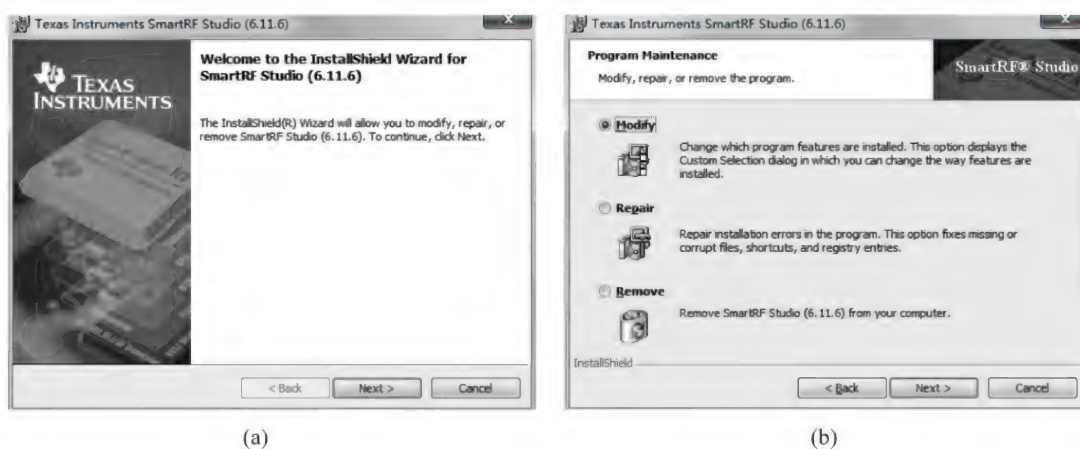 Texas Instruments SmartRF Studio (6.11.6)
TEXAS
INSTRUMENTS
Welcome to the InstallShield Wizard for
SmartRF Studio (6.11.6)
The InstallShield(R) Wizard will allow you to modify, repair, or
remove SmartRF Studio (6.11.6). To continue, click Next.
< Back Next > Cancel
(a)
Texas Instruments SmartRF Studio (6.11.6)
Program Maintenance
Modify, repair, or remove the program.
SmartRF® Studio
Modify
Change which program features are installed. This option displays the
Custom Selection dialog in which you can change the way features are
installed.
Repair
Repair installation errors in the program. This option fixes missing or
corrupt files, shortcuts, and registry entries.
Remove
Remove SmartRF Studio (6.11.6) from your computer.
InstallShield
< Back Next > Cancel
(b)